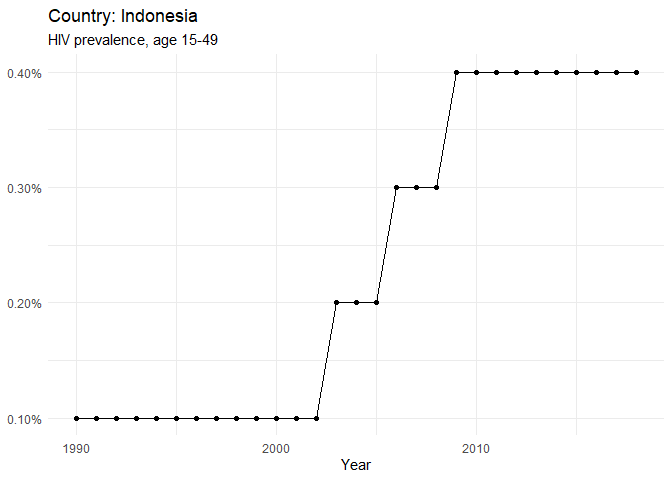 Country: Indonesia
HIV prevalence, age 15-49
0.40%
0.30%
0.20%
0.10%
1990 2000 2010
Year